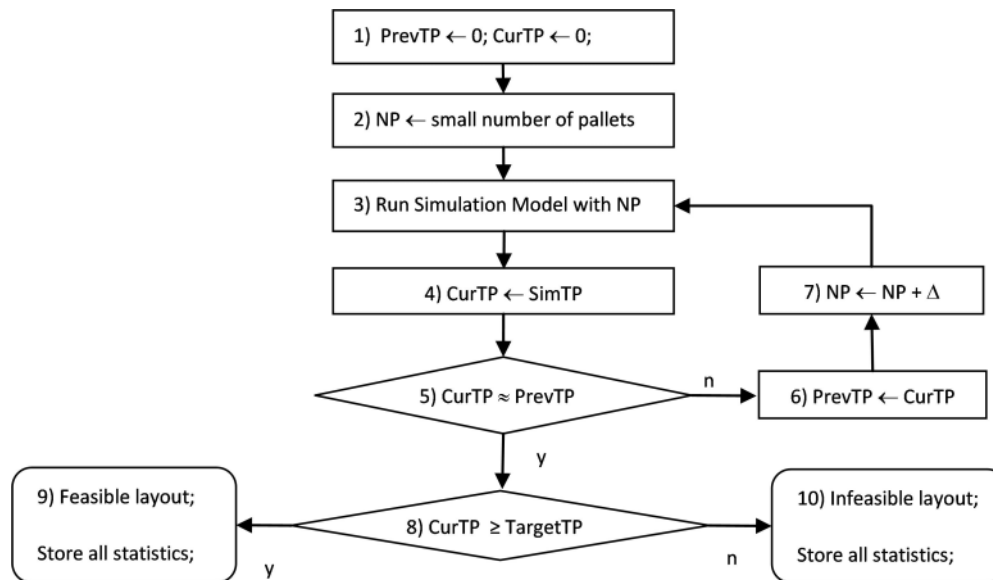 1) PrevTP ← 0; CurTP ← 0;
2) NP ← small number of pallets
3) Run Simulation Model with NP
4) CurTP ← SimTP
7) NP ← NP + Δ
5) CurTP ≈ PrevTP
n
6) PrevTP ← CurTP
y
9) Feasible layout;
Store all statistics;
8) CurTP ≥ TargetTP
10) Infeasible layout;
Store all statistics;
y
n